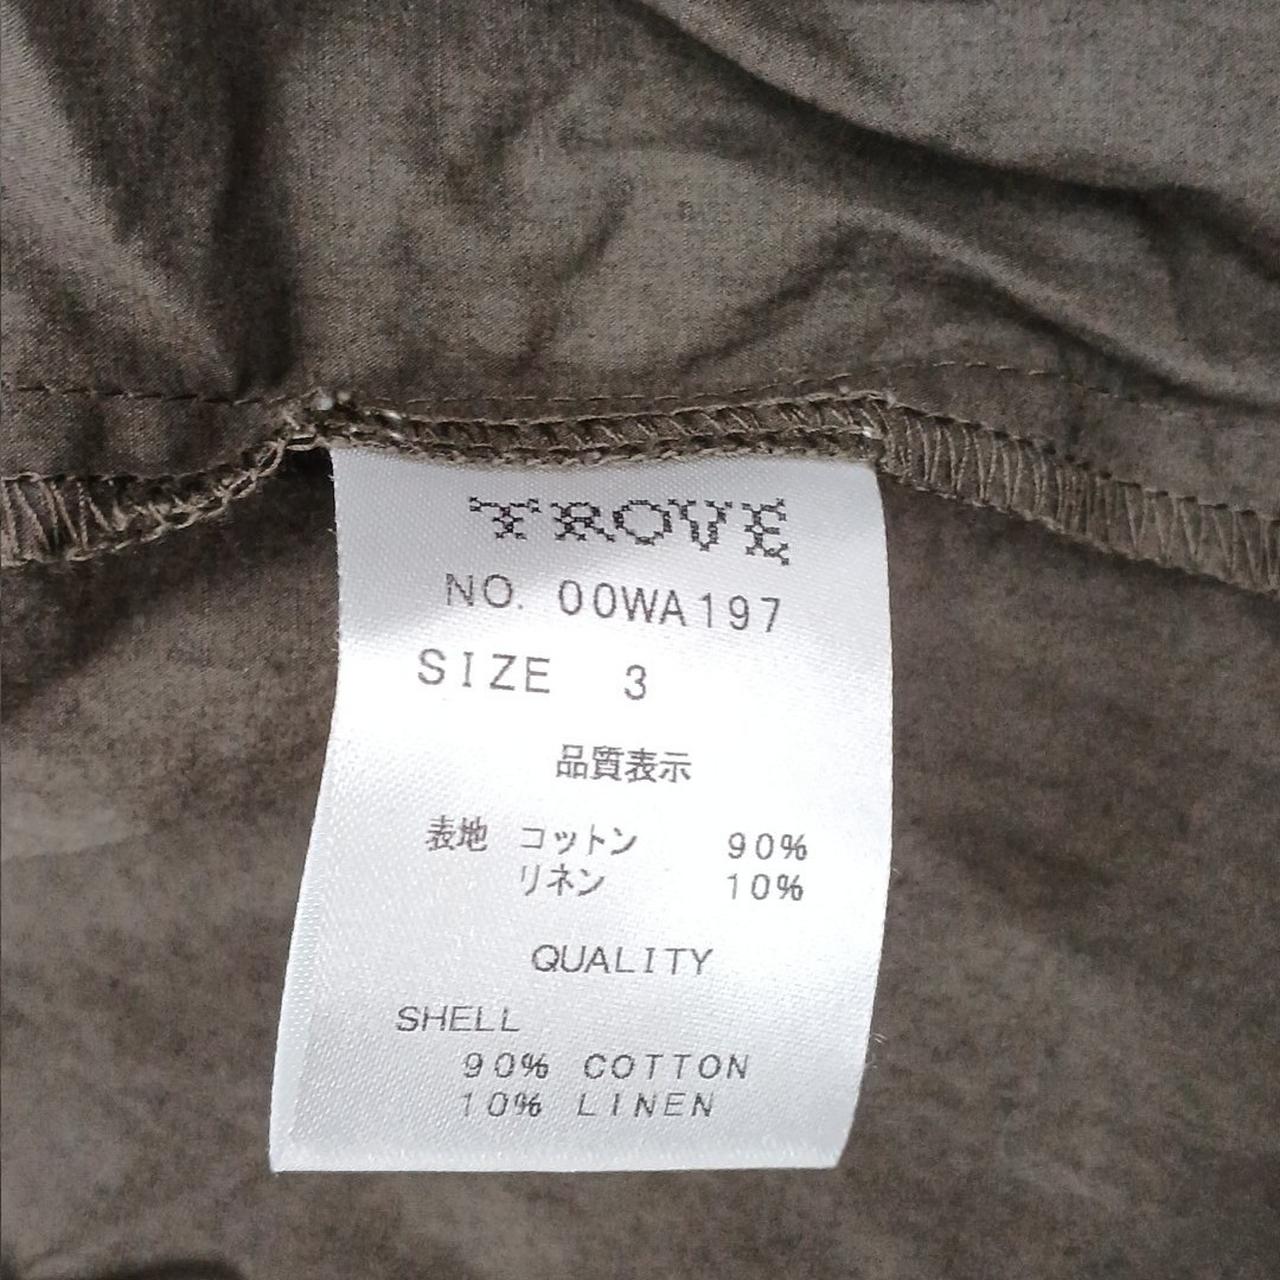 TROVE
NO. 00WA197
SIZE 3
品質表示
表地 コットン 90%
リネン 10%
QUALITY
SHELL
90% COTTON
10% LINEN